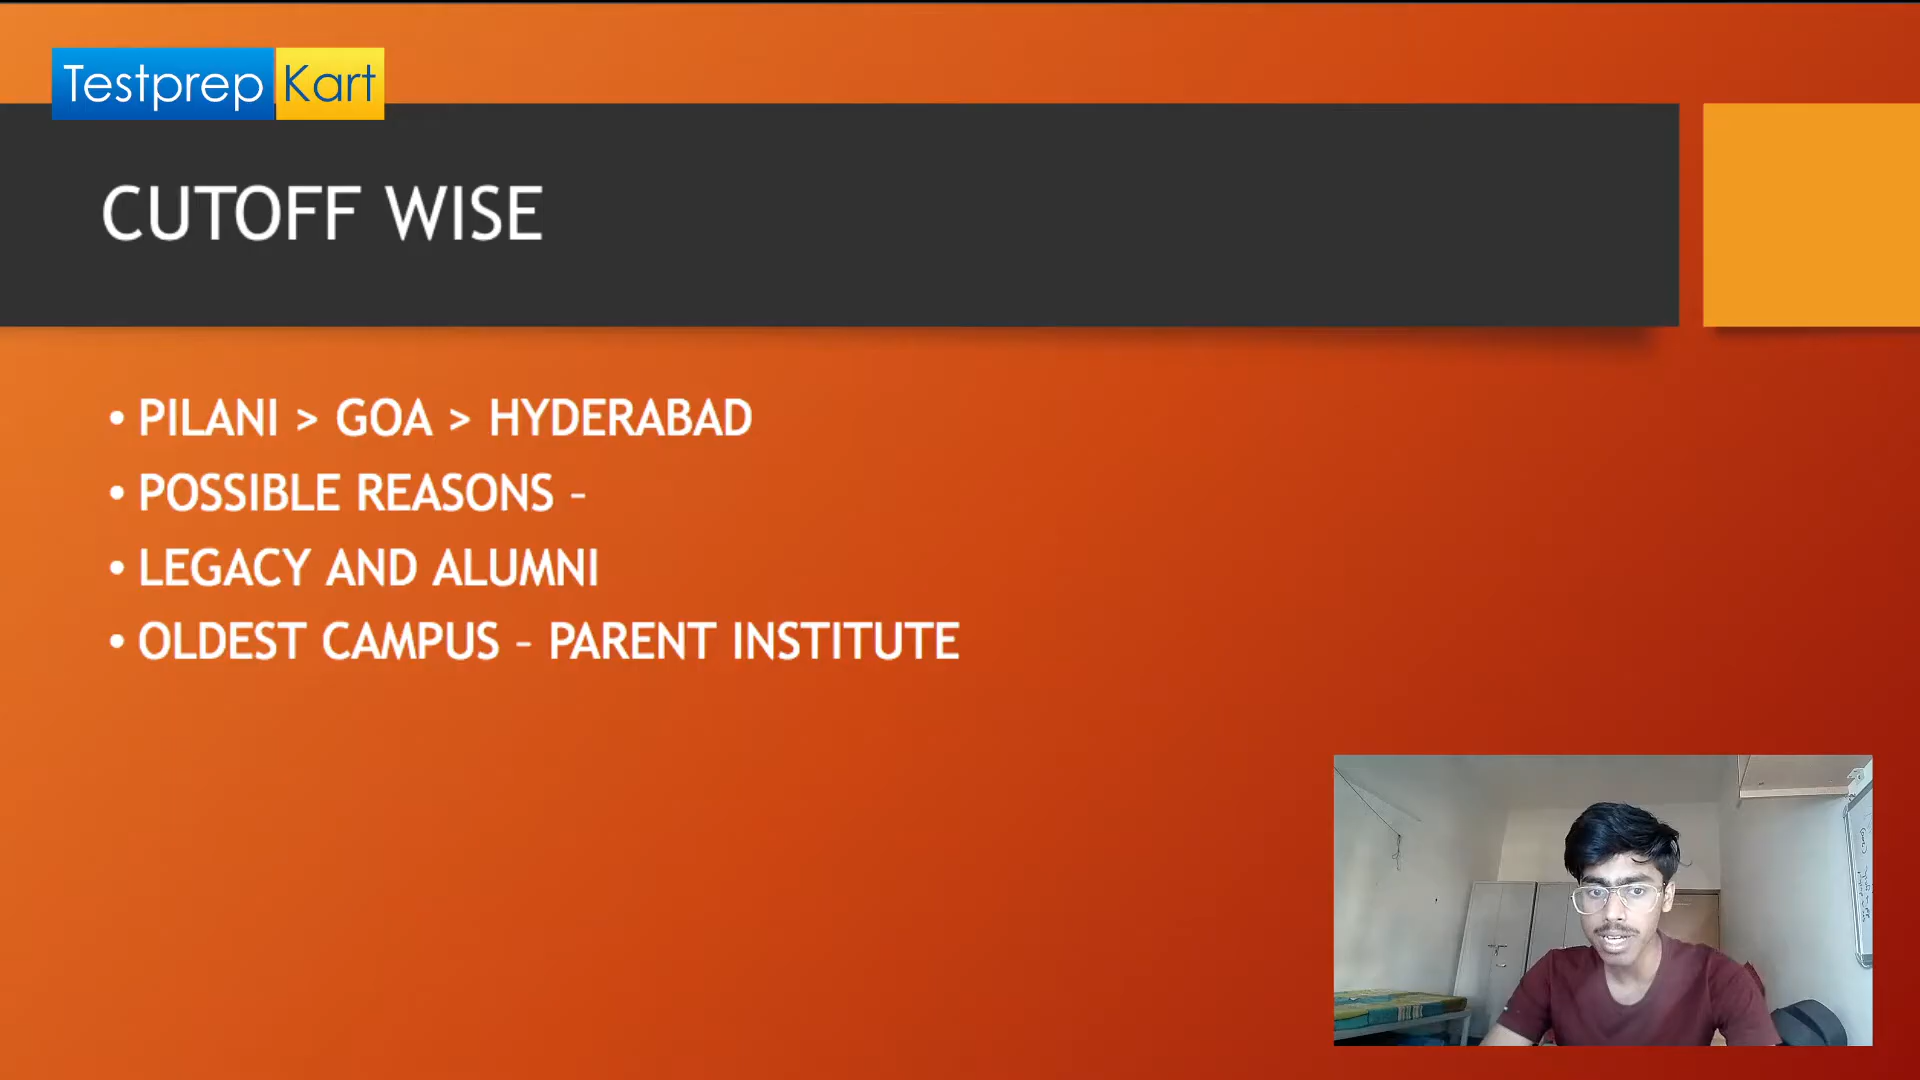 Testprep Kart
CUTOFF WISE
• PILANI > GOA > HYDERABAD
• POSSIBLE REASONS –
• LEGACY AND ALUMNI
• OLDEST CAMPUS – PARENT INSTITUTE